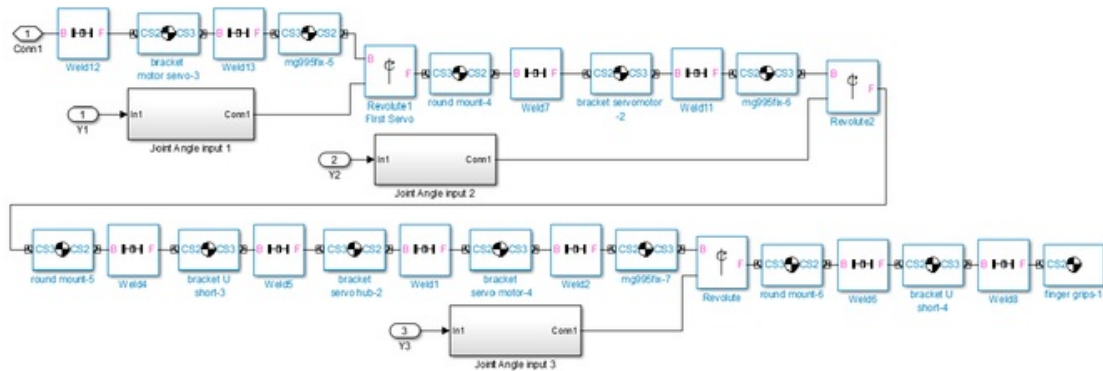 1
Conn1
B F
Weld12
CS2 CS3
bracket
motor servo-3
B F
Weld13
CS3 CS2
mg995fix-5
B
F
Revolute1
First Servo
CS3 CS2
round mount-4
B F
Weld7
CS2 CS3
bracket servomotor
-2
B F
Weld11
CS3 CS2
mg995fix-6
B
F
Revolute2
1
Y1
In1 Conn1
Joint Angle input 1
2
Y2
In1 Conn1
Joint Angle input 2
CS3 CS2
round mount-5
B F
Weld4
CS2 CS3
bracket U
short-3
B F
Weld5
CS3 CS2
bracket
servo hub-2
B F
Weld1
CS2 CS3
bracket
servo motor-4
B F
Weld2
CS3 CS2
mg995fix-7
B
F
Revolute
CS3 CS2
round mount-6
B F
Weld6
CS2 CS3
bracket U
short-4
B F
Weld8
CS2
finger grips-1
3
Y3
In1 Conn1
Joint Angle input 3